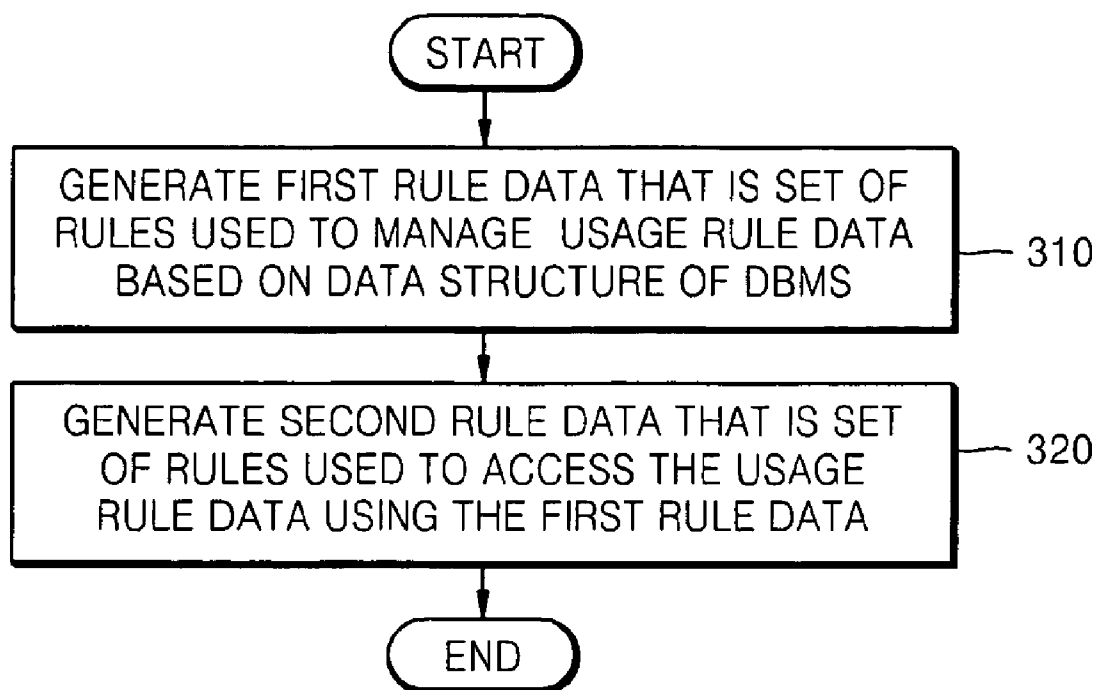 START
GENERATE FIRST RULE DATA THAT IS SET OF
RULES USED TO MANAGE USAGE RULE DATA
BASED ON DATA STRUCTURE OF DBMS
310
GENERATE SECOND RULE DATA THAT IS SET
OF RULES USED TO ACCESS THE USAGE
RULE DATA USING THE FIRST RULE DATA
320
END